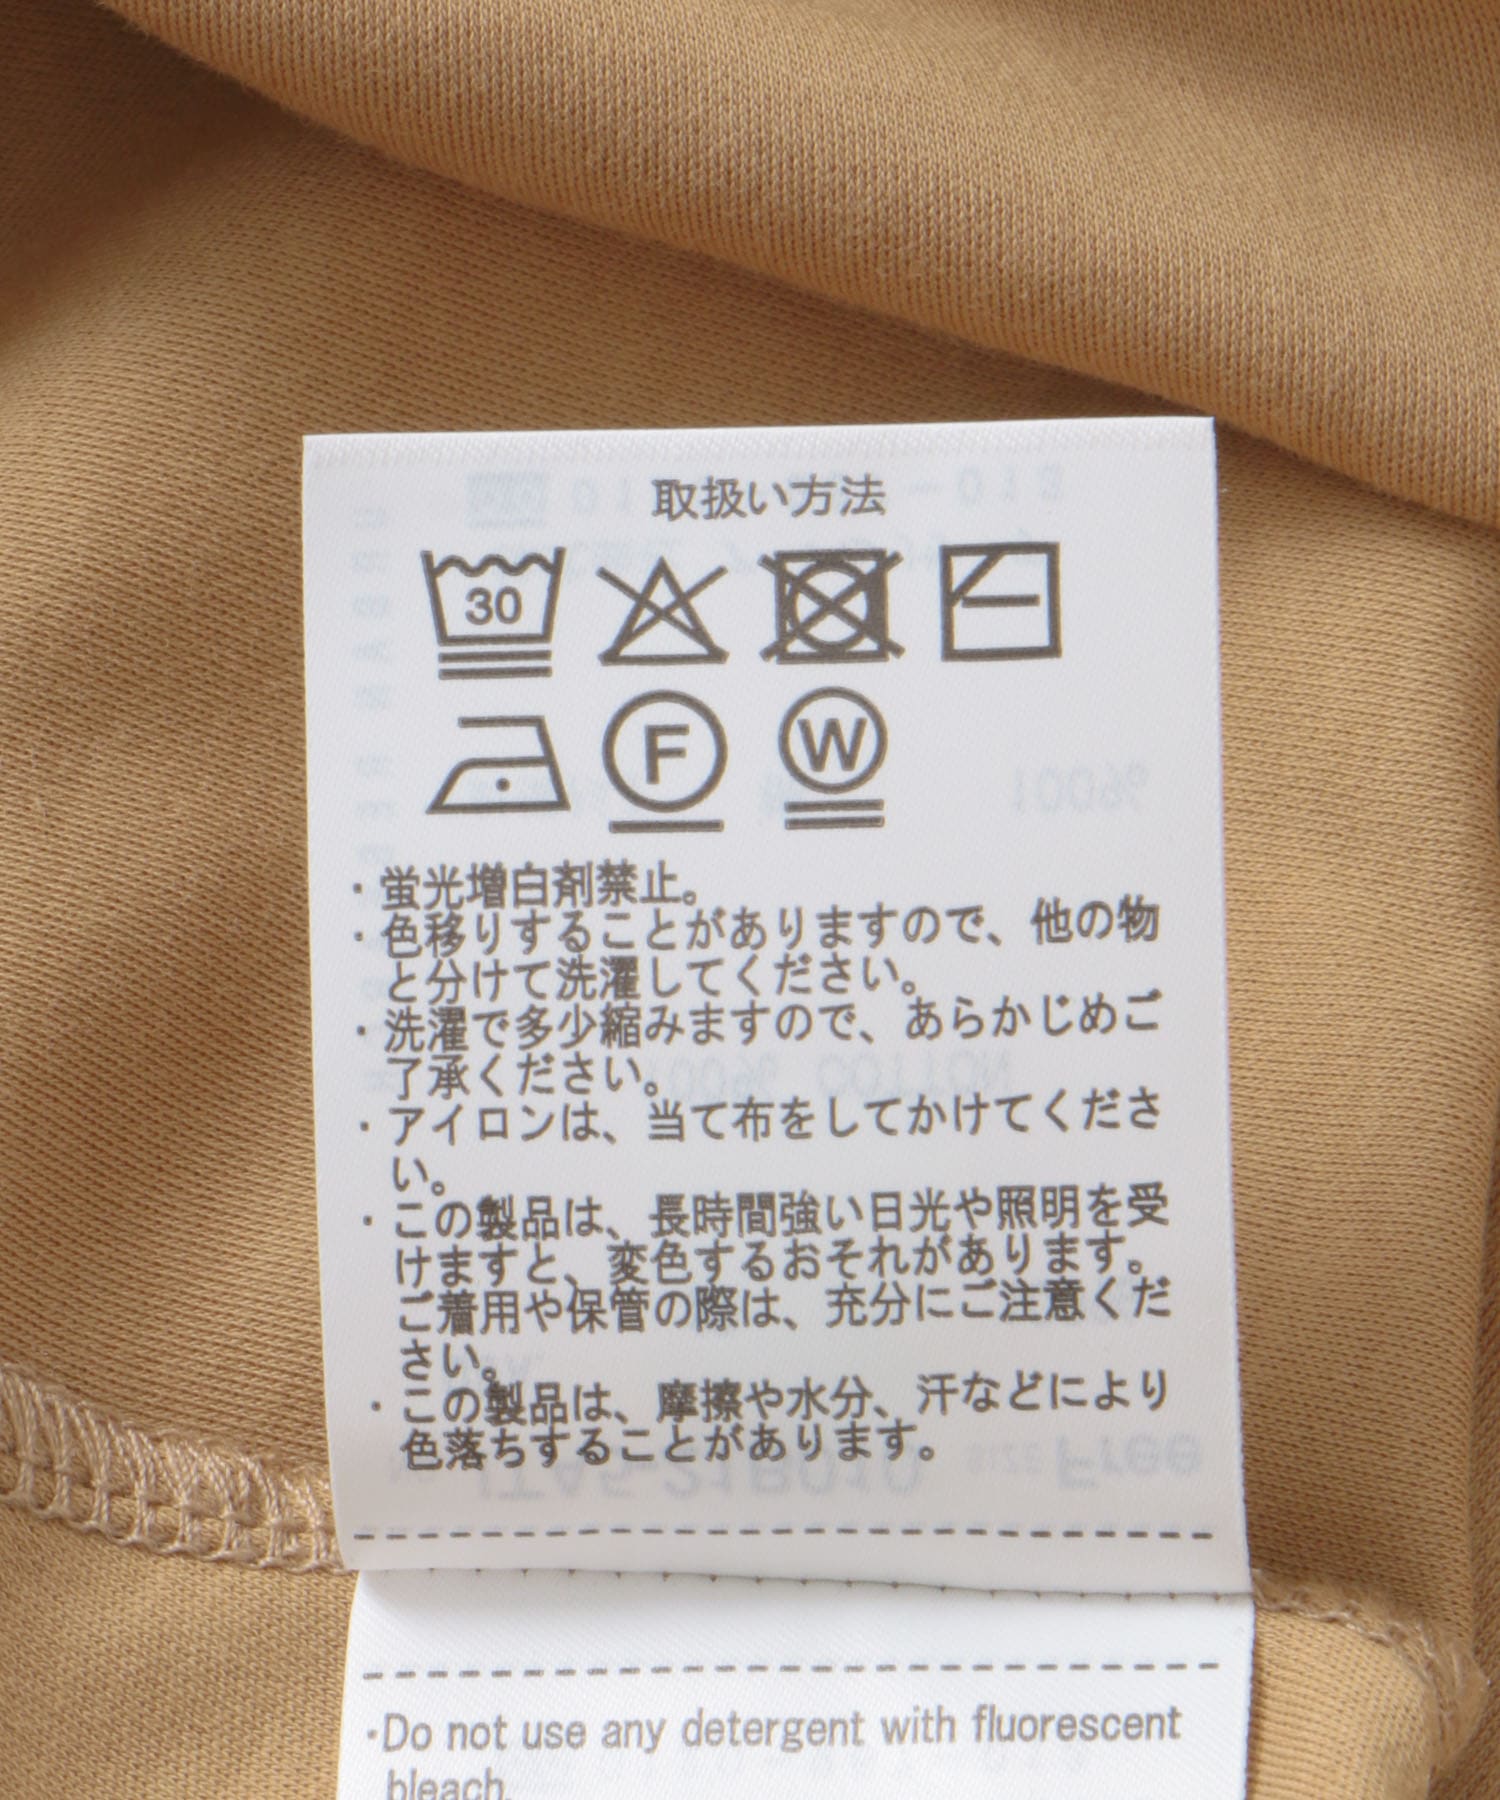 取扱い方法
30
F
W
・蛍光増白剤禁止。
・色移りすることがありますので、他の物
と分けて洗濯してください。
・洗濯で多少縮みますので、あらかじめご
了承ください。
・アイロンは、当て布をしてかけてくださ
い。
・この製品は、長時間強い日光や照明を受
けますと、変色するおそれがあります。
ご着用や保管の際は、充分にご注意くだ
さい。
・この製品は、摩擦や水分、汗などにより
色落ちすることがあります。
・Do not use any detergent with fluorescent
bleach.